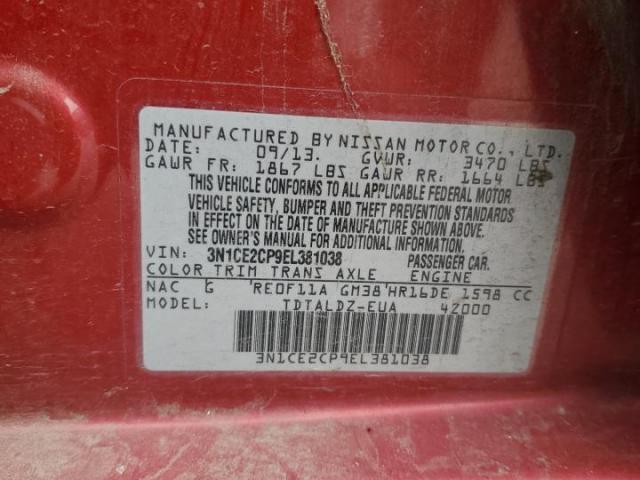 MANUFACTURED BY NISSAN MOTOR CO., LTD.
DATE: 09/13. GVWR: 3470 LBS
GAWR FR: 1867 LBS GAWR RR: 1664 LBS
THIS VEHICLE CONFORMS TO ALL APPLICABLE FEDERAL MOTOR
VEHICLE SAFETY, BUMPER AND THEFT PREVENTION STANDARDS
IN EFFECT ON THE DATE OF MANUFACTURE SHOWN ABOVE.
SEE OWNER'S MANUAL FOR ADDITIONAL INFORMATION.
VIN: 3N1CE2CP9EL381038 PASSENGER CAR.
COLOR TRIM TRANS AXLE ENGINE
NAC G RE0F11A GM38 HR16DE 1598 CC
MODEL: TDTALDZ-EUA 42000
3N1CE2CP9EL381038